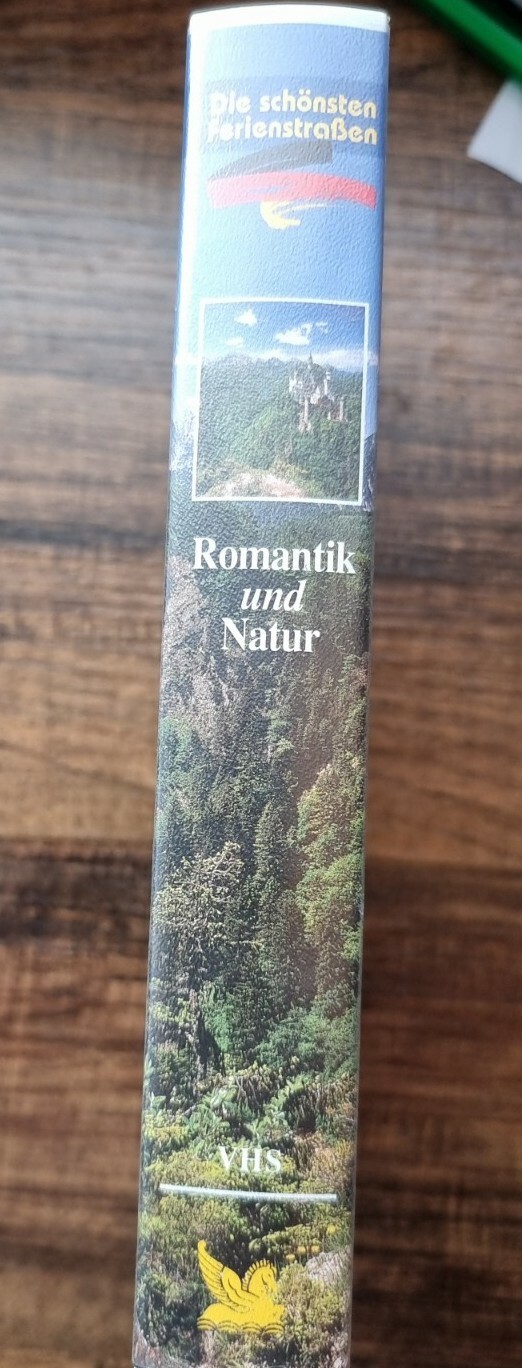 Die schönsten
Ferienstraßen
Romantik
und
Natur
VHS